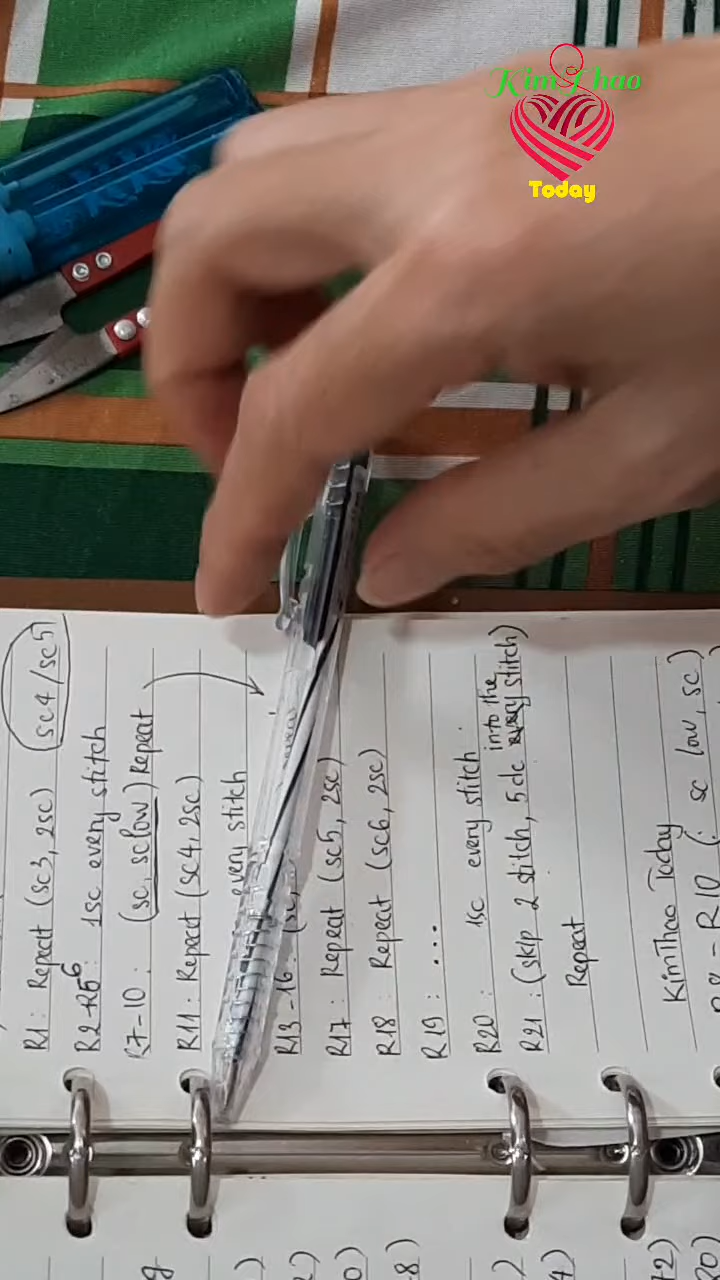 KimThao
Today
sc4/sc5
R1: Repeat (sc3, 2sc)
R2-R6: 1sc every stitch
R7-10: (sc, sc low) Repeat
R11: Repeat (sc4, 2sc)
every stitch
R13-16: (sc,
R17: Repeat (sc5, 2sc)
R18: Repeat (sc6, 2sc)
R19: ....
R20: 1sc every stitch.
R21: (skip 2 stitch, 5dc into the stitch)
Repeat
KimThao Today
R10 ( sc low, sc)